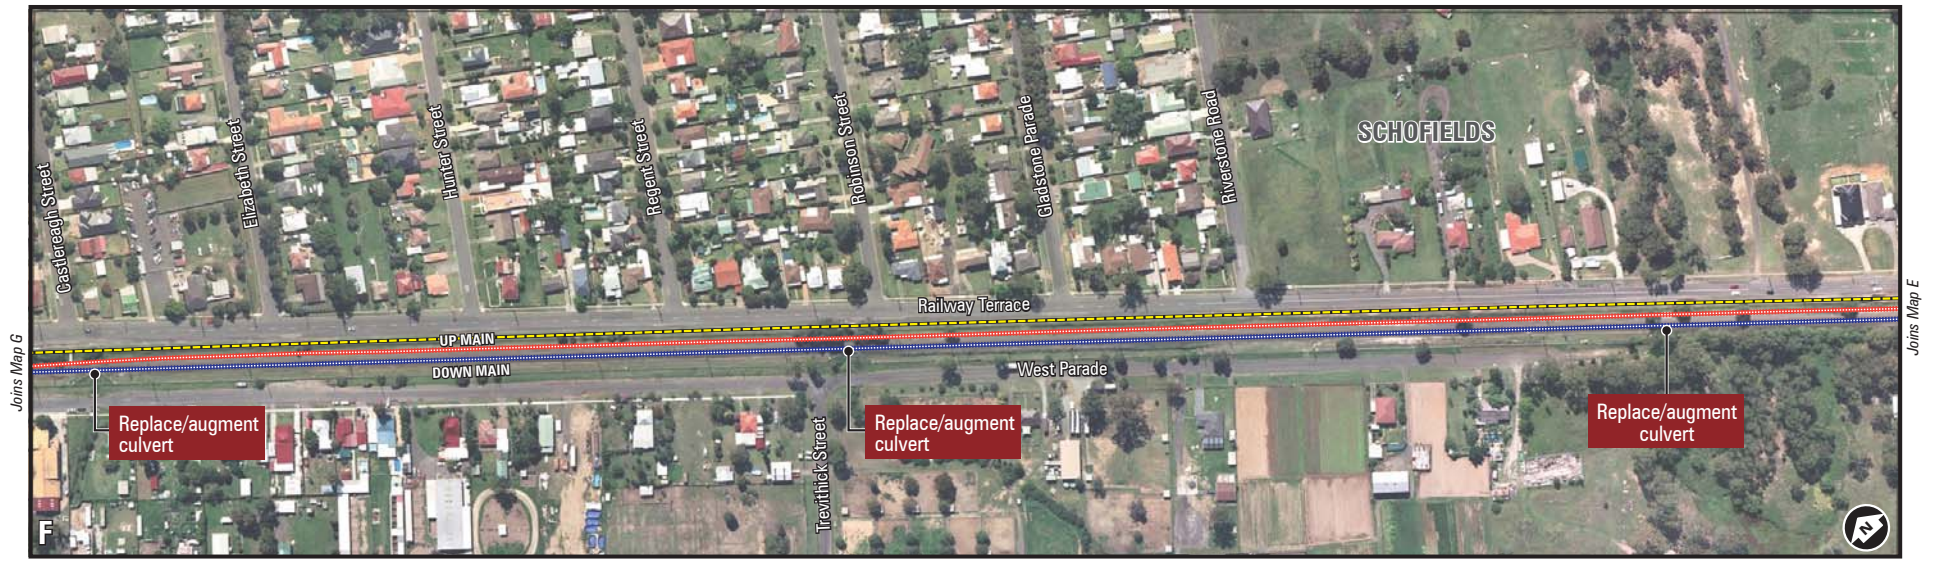 Castlereagh Street
Elizabeth Street
Hunter Street
Regent Street
Robinson Street
Gladstone Parade
Riverstone Road
SCHOFIELDS
Railway Terrace
UP MAIN
DOWN MAIN
West Parade
Trevithick Street
Replace/augment
culvert
Replace/augment
culvert
Replace/augment
culvert
Joins Map G
Joins Map E
F
N